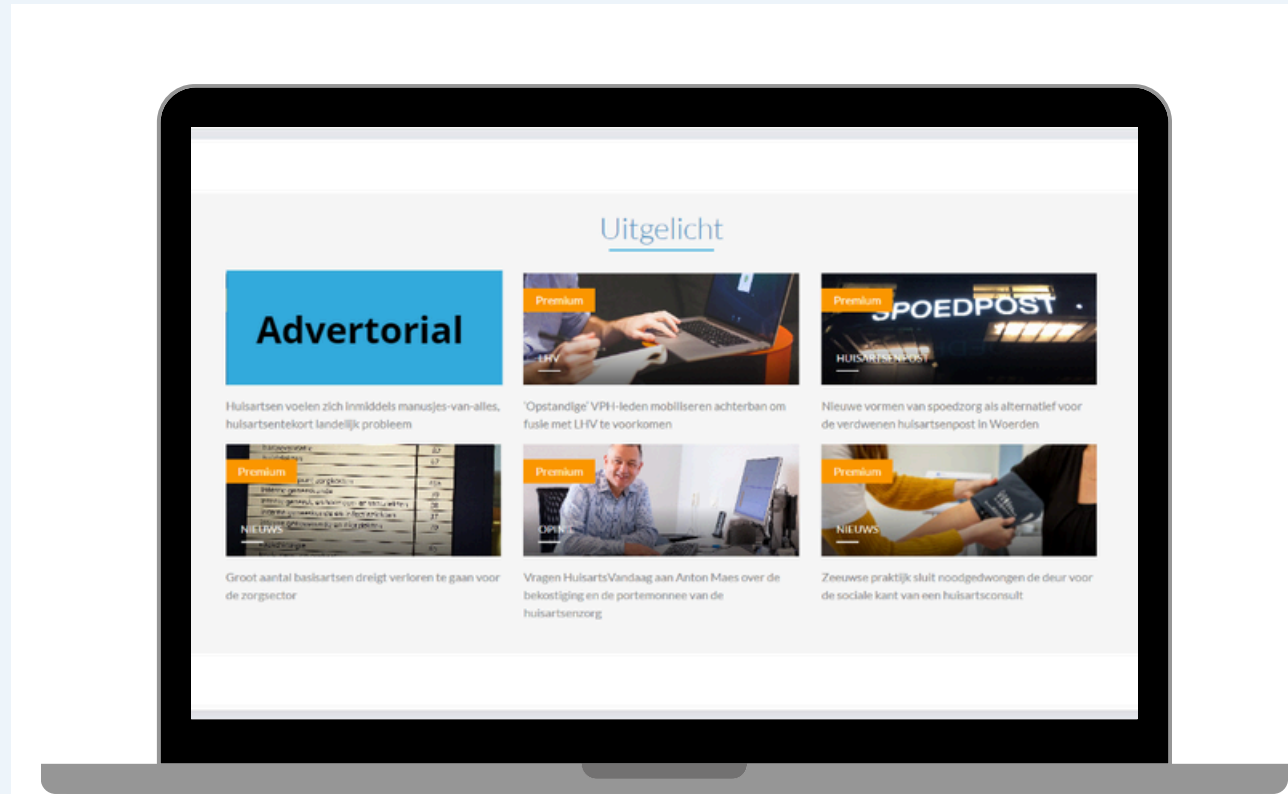 Uitgelicht
Advertorial
Huisartsen voelen zich inmiddels manusjes-van-alles,
huisartsentekort landelijk probleem
Premium
LHV
'Opstandige' VPH-leden mobiliseren achterban om
fusie met LHV te voorkomen
Premium
SPOEDPOST
HUISARTSENPOST
Nieuwe vormen van spoedzorg als alternatief voor
de verdwenen huisartsenpost in Woerden
Premium
NIEUWS
Groot aantal basisartsen dreigt verloren te gaan voor
de zorgsector
Premium
Vragen HuisartsVandaag aan Anton Maes over de
bekostiging en de portemonnee van de
huisartsenzorg
Premium
NIEUWS
Zeeuwse praktijk sluit noodgedwongen de deur voor
de sociale kant van een huisartsconsult